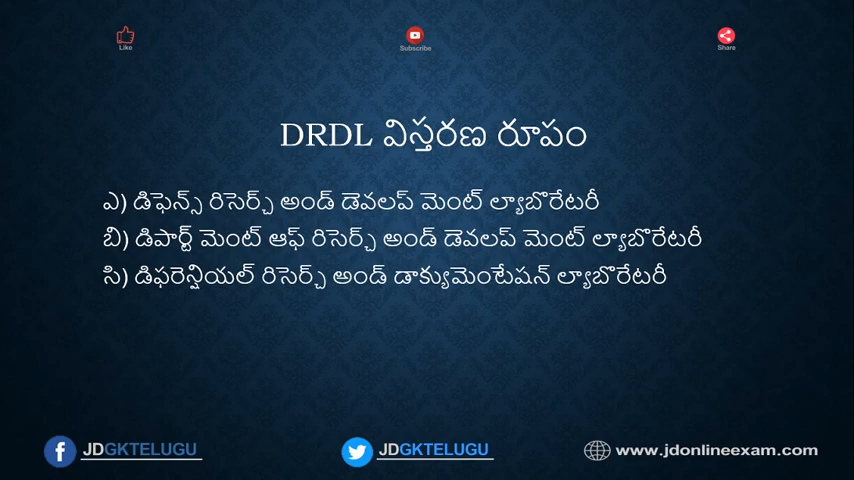 Like
Subscribe
Share
DRDL విస్తరణ రూపం
ఎ) డిఫెన్స్ రిసెర్చ్ అండ్ డెవలప్ మెంట్ ల్యాబొరేటరీ
బి) డిపార్ట్ మెంట్ ఆఫ్ రిసెర్చ్ అండ్ డెవలప్ మెంట్ ల్యాబొరేటరీ
సి) డిఫరెన్షియల్ రిసెర్చ్ అండ్ డాక్యుమెంటేషన్ ల్యాబొరేటరీ
JDGKTELUGU
JDGKTELUGU
www.jdonlineexam.com